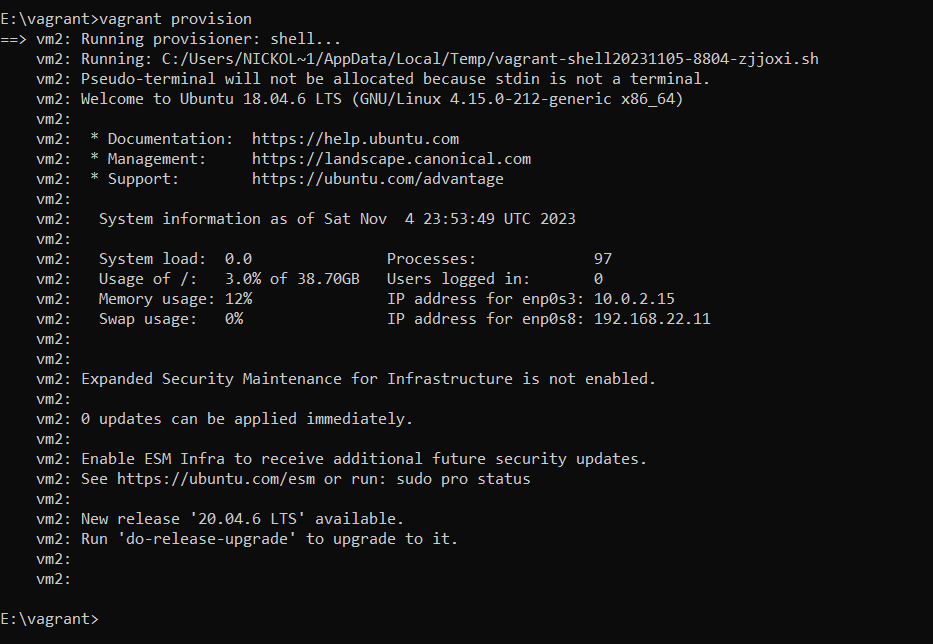 E:\vagrant>vagrant provision
==> vm2: Running provisioner: shell...
    vm2: Running: C:/Users/NICKOL~1/AppData/Local/Temp/vagrant-shell20231105-8804-zjjoxi.sh
    vm2: Pseudo-terminal will not be allocated because stdin is not a terminal.
    vm2: Welcome to Ubuntu 18.04.6 LTS (GNU/Linux 4.15.0-212-generic x86_64)
    vm2:
    vm2:  * Documentation:  https://help.ubuntu.com
    vm2:  * Management:     https://landscape.canonical.com
    vm2:  * Support:        https://ubuntu.com/advantage
    vm2:
    vm2:   System information as of Sat Nov  4 23:53:49 UTC 2023
    vm2:
    vm2:   System load:  0.0               Processes:             97
    vm2:   Usage of /:   3.0% of 38.70GB   Users logged in:       0
    vm2:   Memory usage: 12%               IP address for enp0s3: 10.0.2.15
    vm2:   Swap usage:   0%                IP address for enp0s8: 192.168.22.11
    vm2:
    vm2:
    vm2: Expanded Security Maintenance for Infrastructure is not enabled.
    vm2:
    vm2: 0 updates can be applied immediately.
    vm2:
    vm2: Enable ESM Infra to receive additional future security updates.
    vm2: See https://ubuntu.com/esm or run: sudo pro status
    vm2:
    vm2: New release '20.04.6 LTS' available.
    vm2: Run 'do-release-upgrade' to upgrade to it.
    vm2:
    vm2:
E:\vagrant>